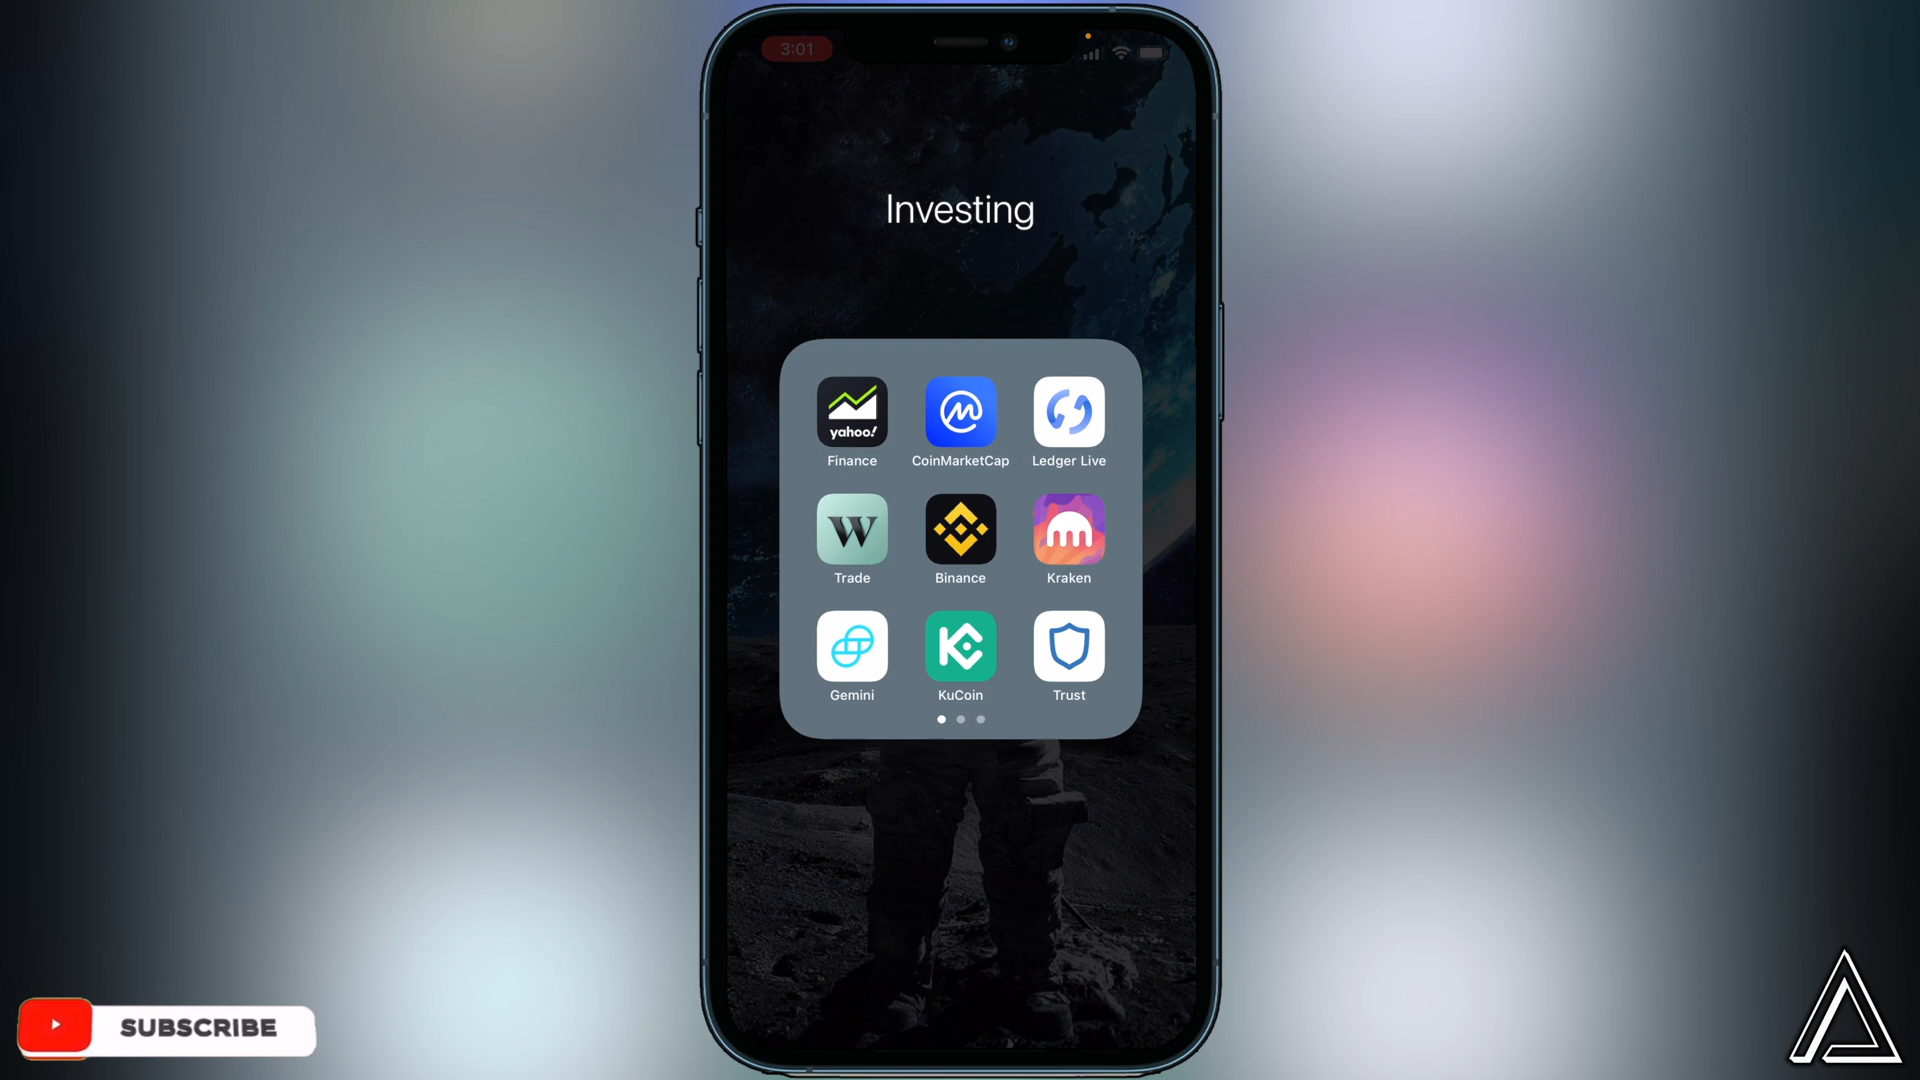 3:01
Investing
yahoo!
Finance
CoinMarketCap
Ledger Live
W
Trade
Binance
Kraken
Gemini
KuCoin
Trust
SUBSCRIBE